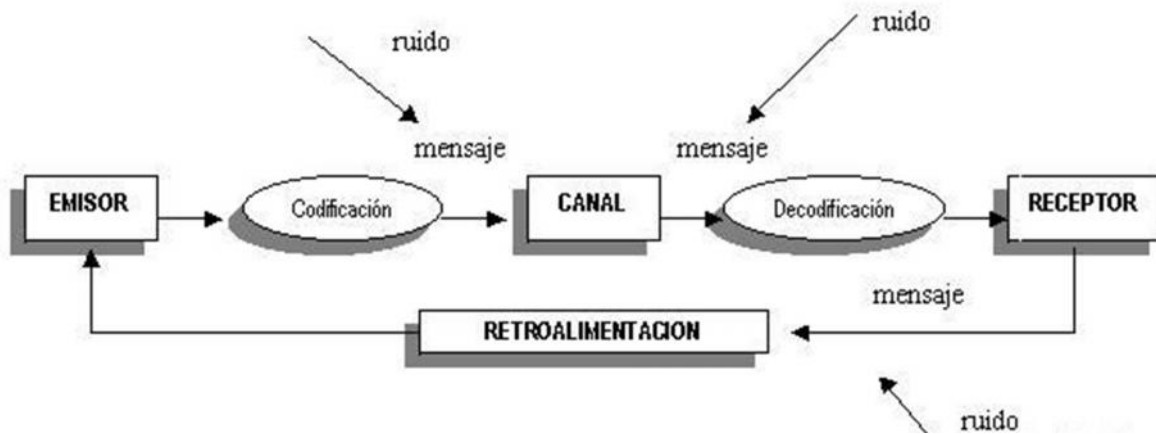 ruido
ruido
mensaje
mensaje
EMISOR
Codificación
CANAL
Decodificación
RECEPTOR
mensaje
RETROALIMENTACION
ruido